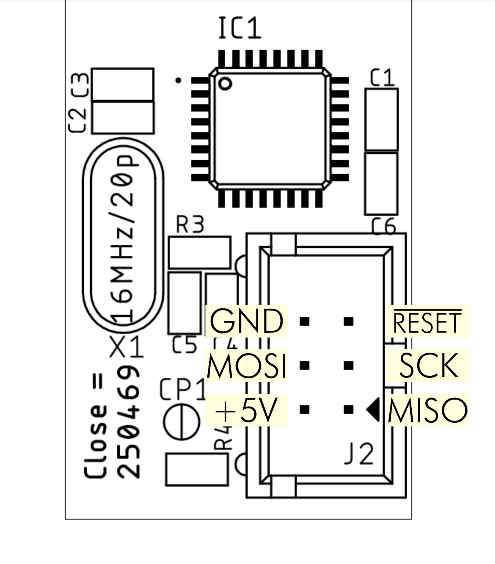 IC1
C3
C2
C1
C6
16MHz/20p
X1
R3
C5
C4
GND
RESET
MOSI
SCK
CP1
+5V
MISO
R4
J2
Close =
250469